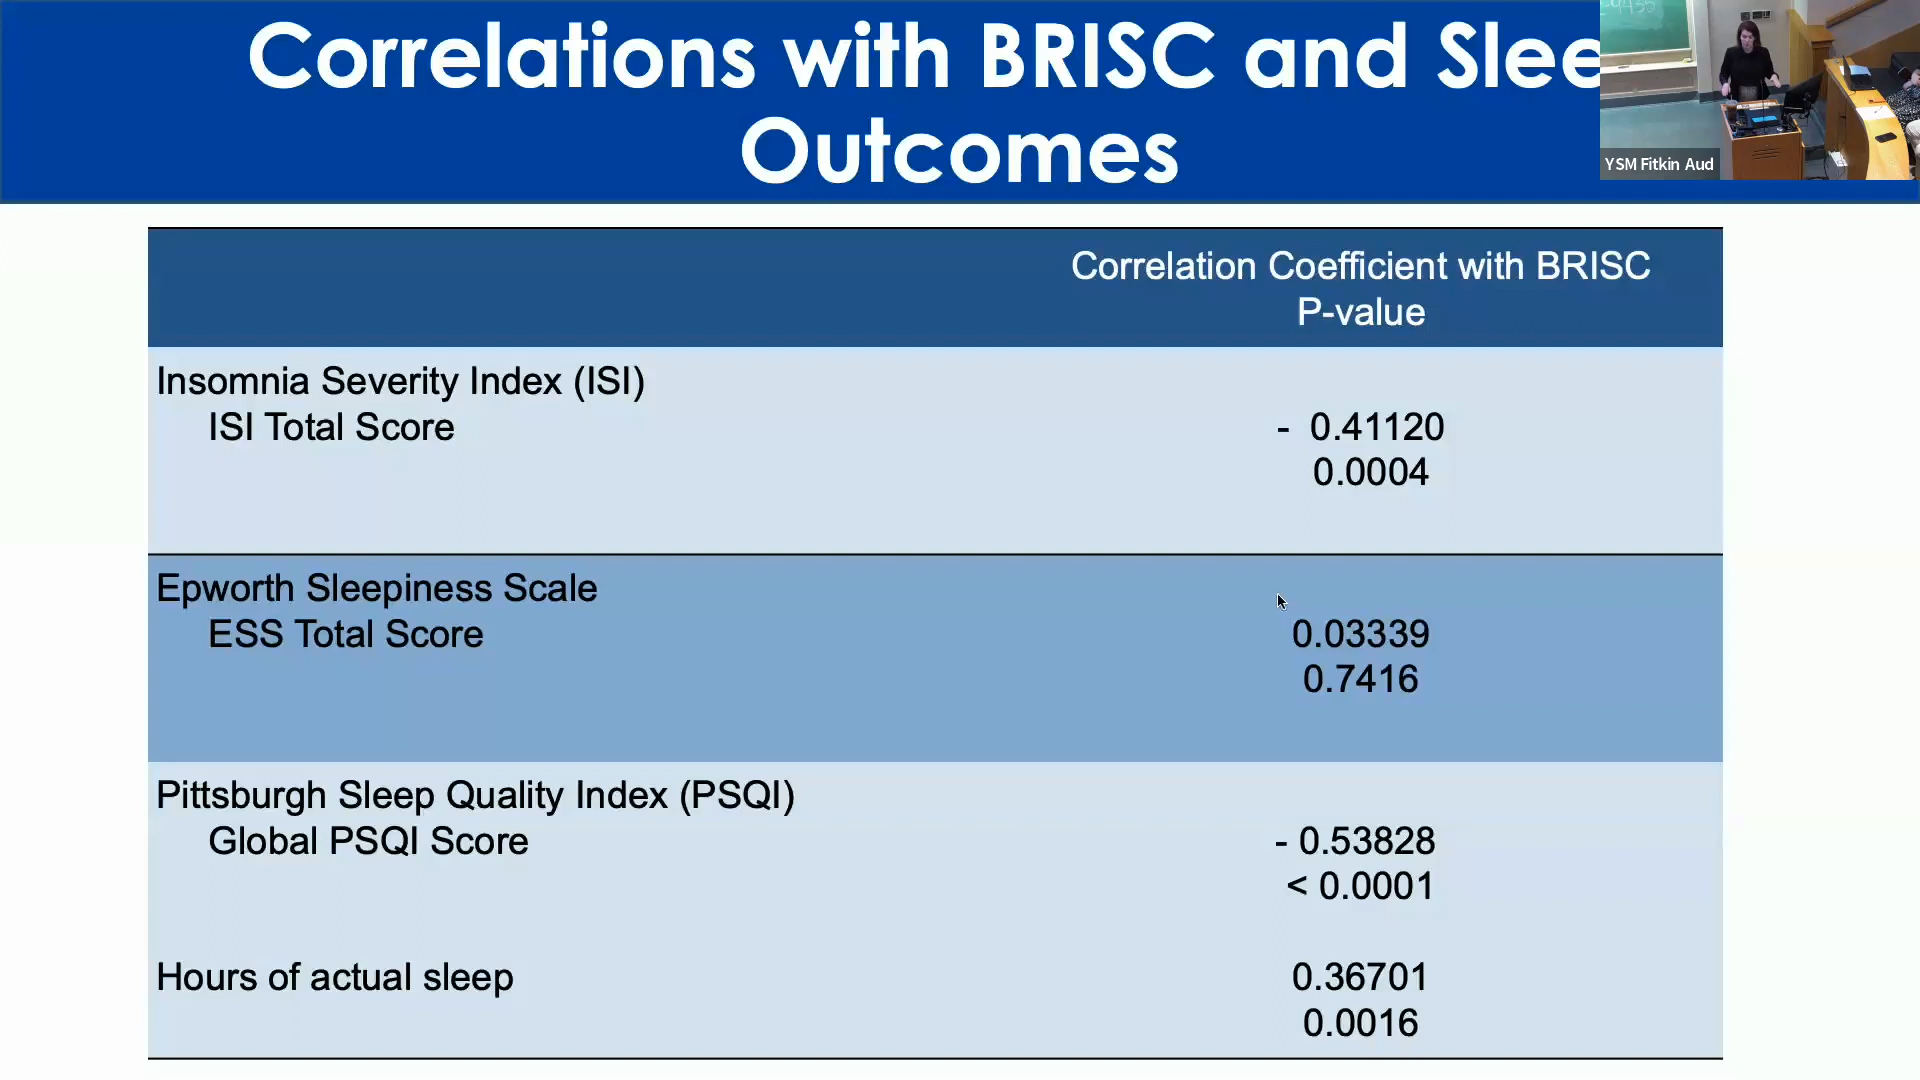 Correlations with BRISC and Slee
Outcomes
YSM Fitkin Aud
Correlation Coefficient with BRISC
P-value
Insomnia Severity Index (ISI)
ISI Total Score
- 0.41120
0.0004
Epworth Sleepiness Scale
ESS Total Score
0.03339
0.7416
Pittsburgh Sleep Quality Index (PSQI)
Global PSQI Score
- 0.53828
< 0.0001
Hours of actual sleep
0.36701
0.0016